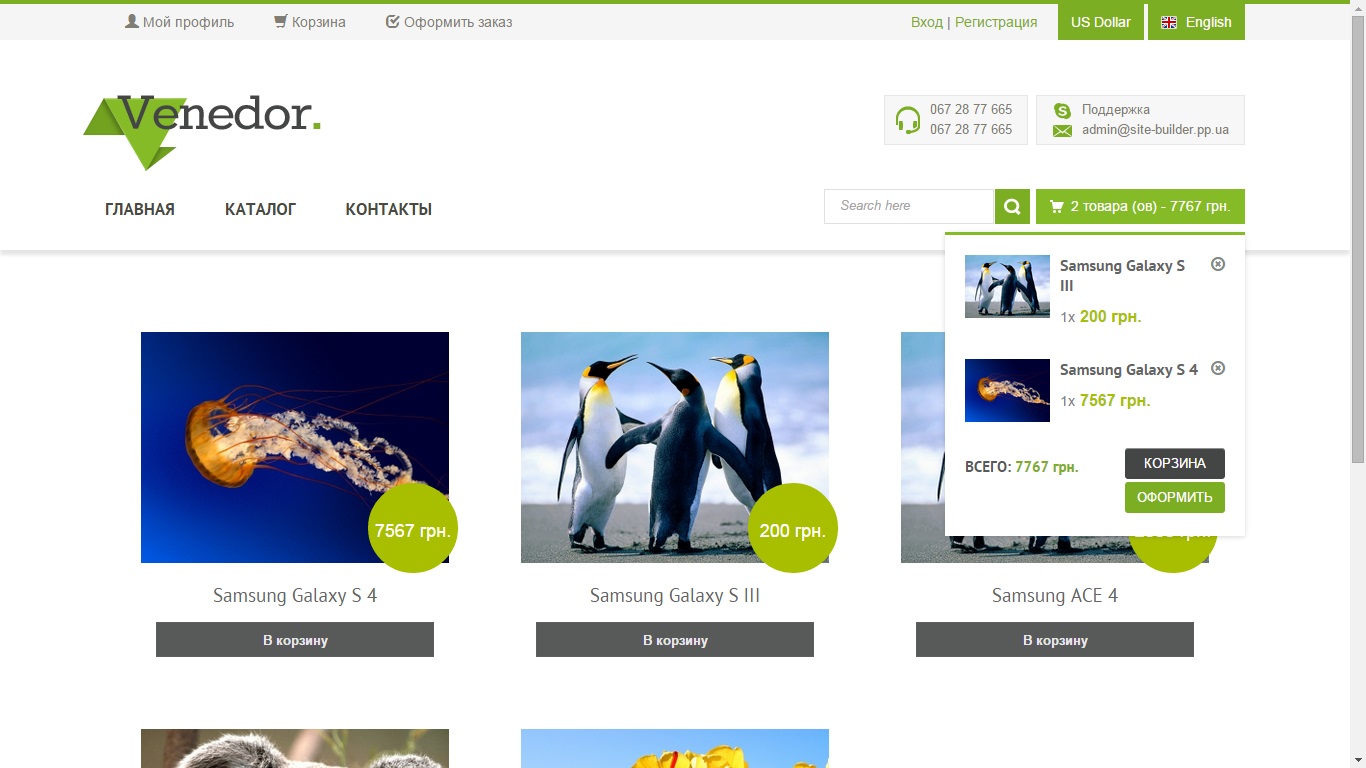 Мой профиль
Корзина
Оформить заказ
Вход | Регистрация
US Dollar
English
Venedor.
067 28 77 665
067 28 77 665
Поддержка
admin@site-builder.pp.ua
ГЛАВНАЯ
КАТАЛОГ
КОНТАКТЫ
Search here
2 товара (ов) - 7767 грн.
Samsung Galaxy S
III
1x 200 грн.
Samsung Galaxy S 4
1x 7567 грн.
ВСЕГО: 7767 грн.
КОРЗИНА
ОФОРМИТЬ
7567 грн.
200 грн.
Samsung Galaxy S 4
Samsung Galaxy S III
Samsung ACE 4
В корзину
В корзину
В корзину